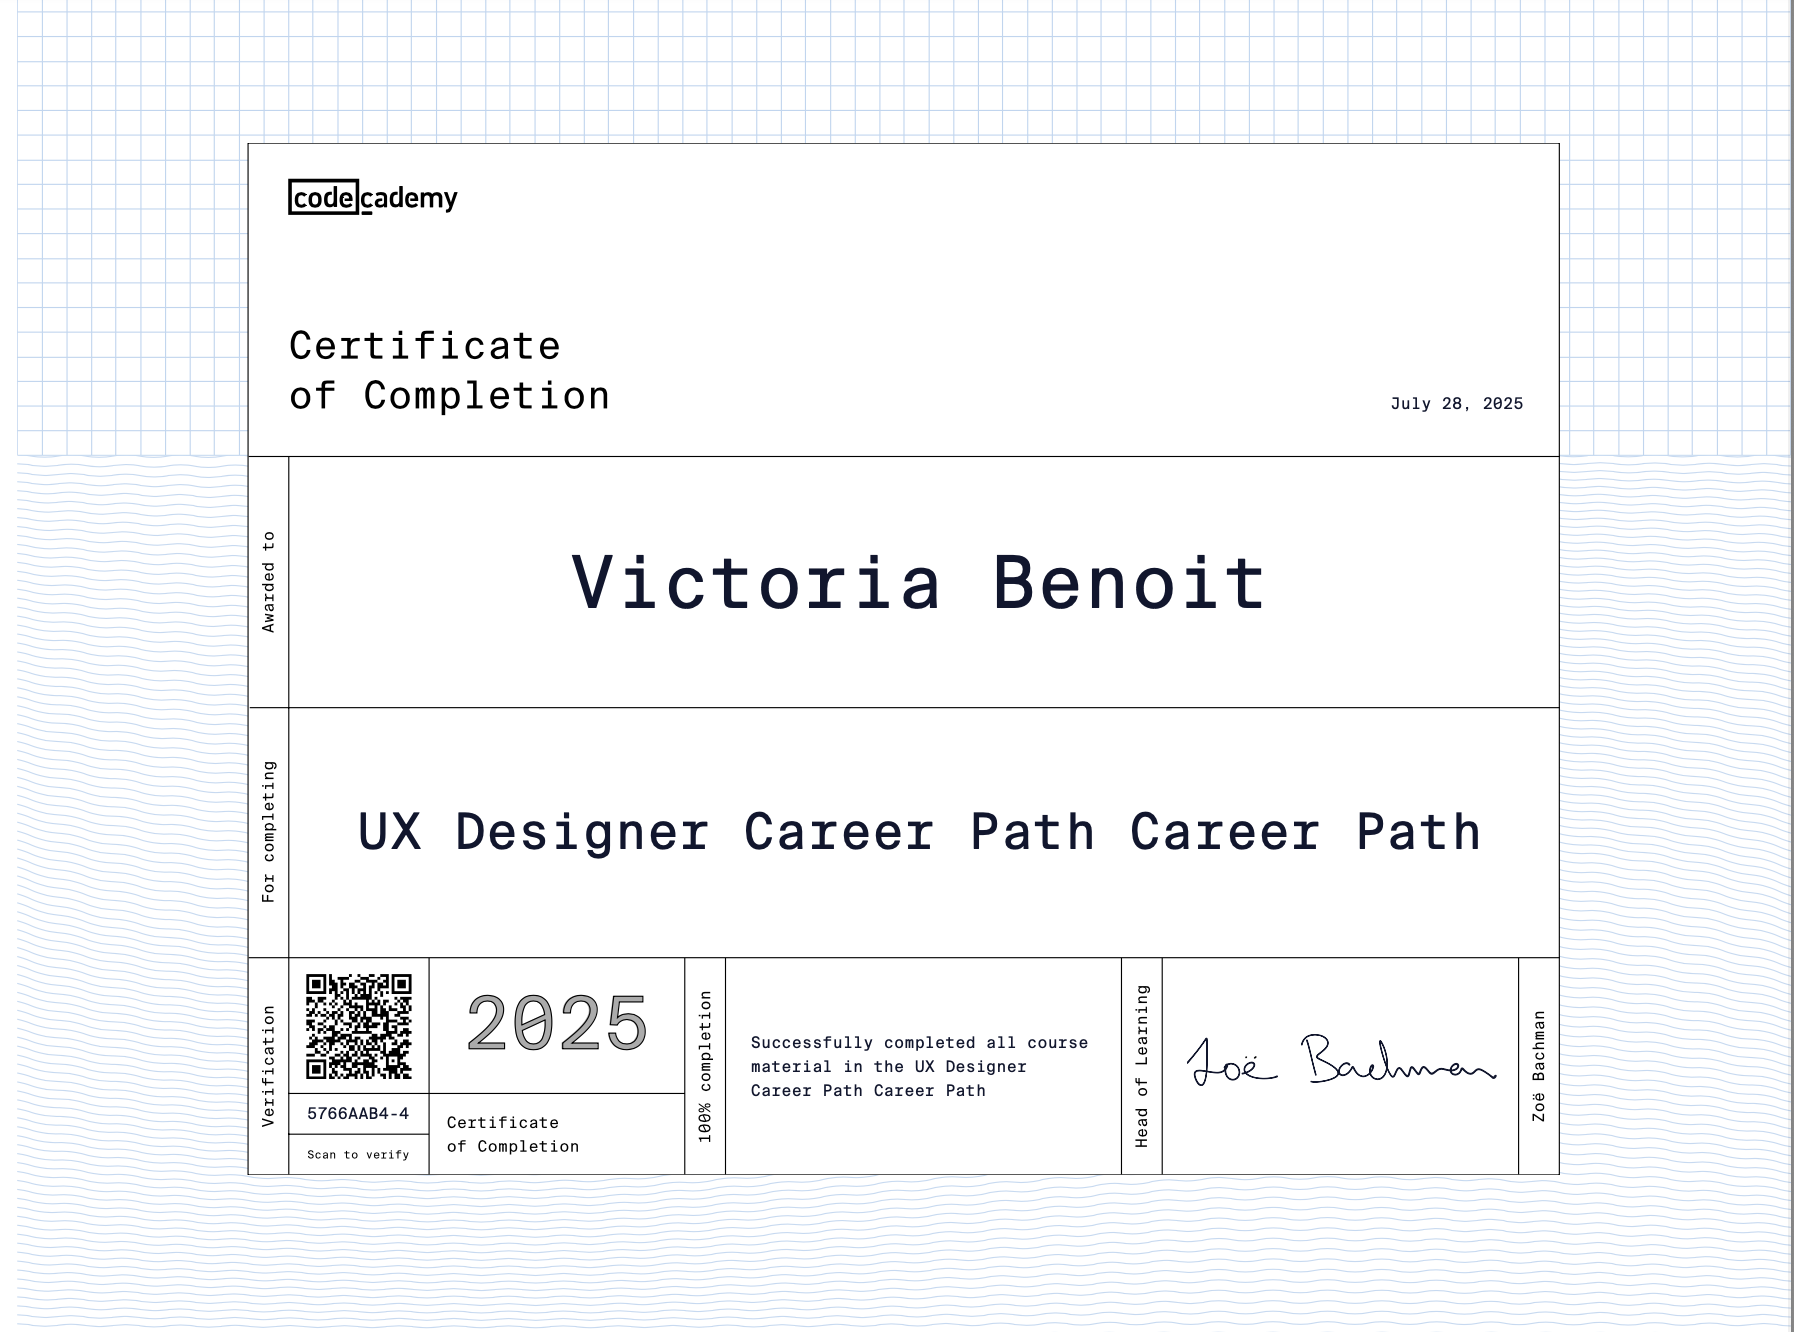 codecademy
Certificate
of Completion
July 28, 2025
Awarded to
Victoria Benoit
For completing
UX Designer Career Path Career Path
Verification
5766AAB4-4
Scan to verify
2025
Certificate
of Completion
100% completion
Successfully completed all course
material in the UX Designer
Career Path Career Path
Head of Learning
Zoë Bachman
Zoë Bachman